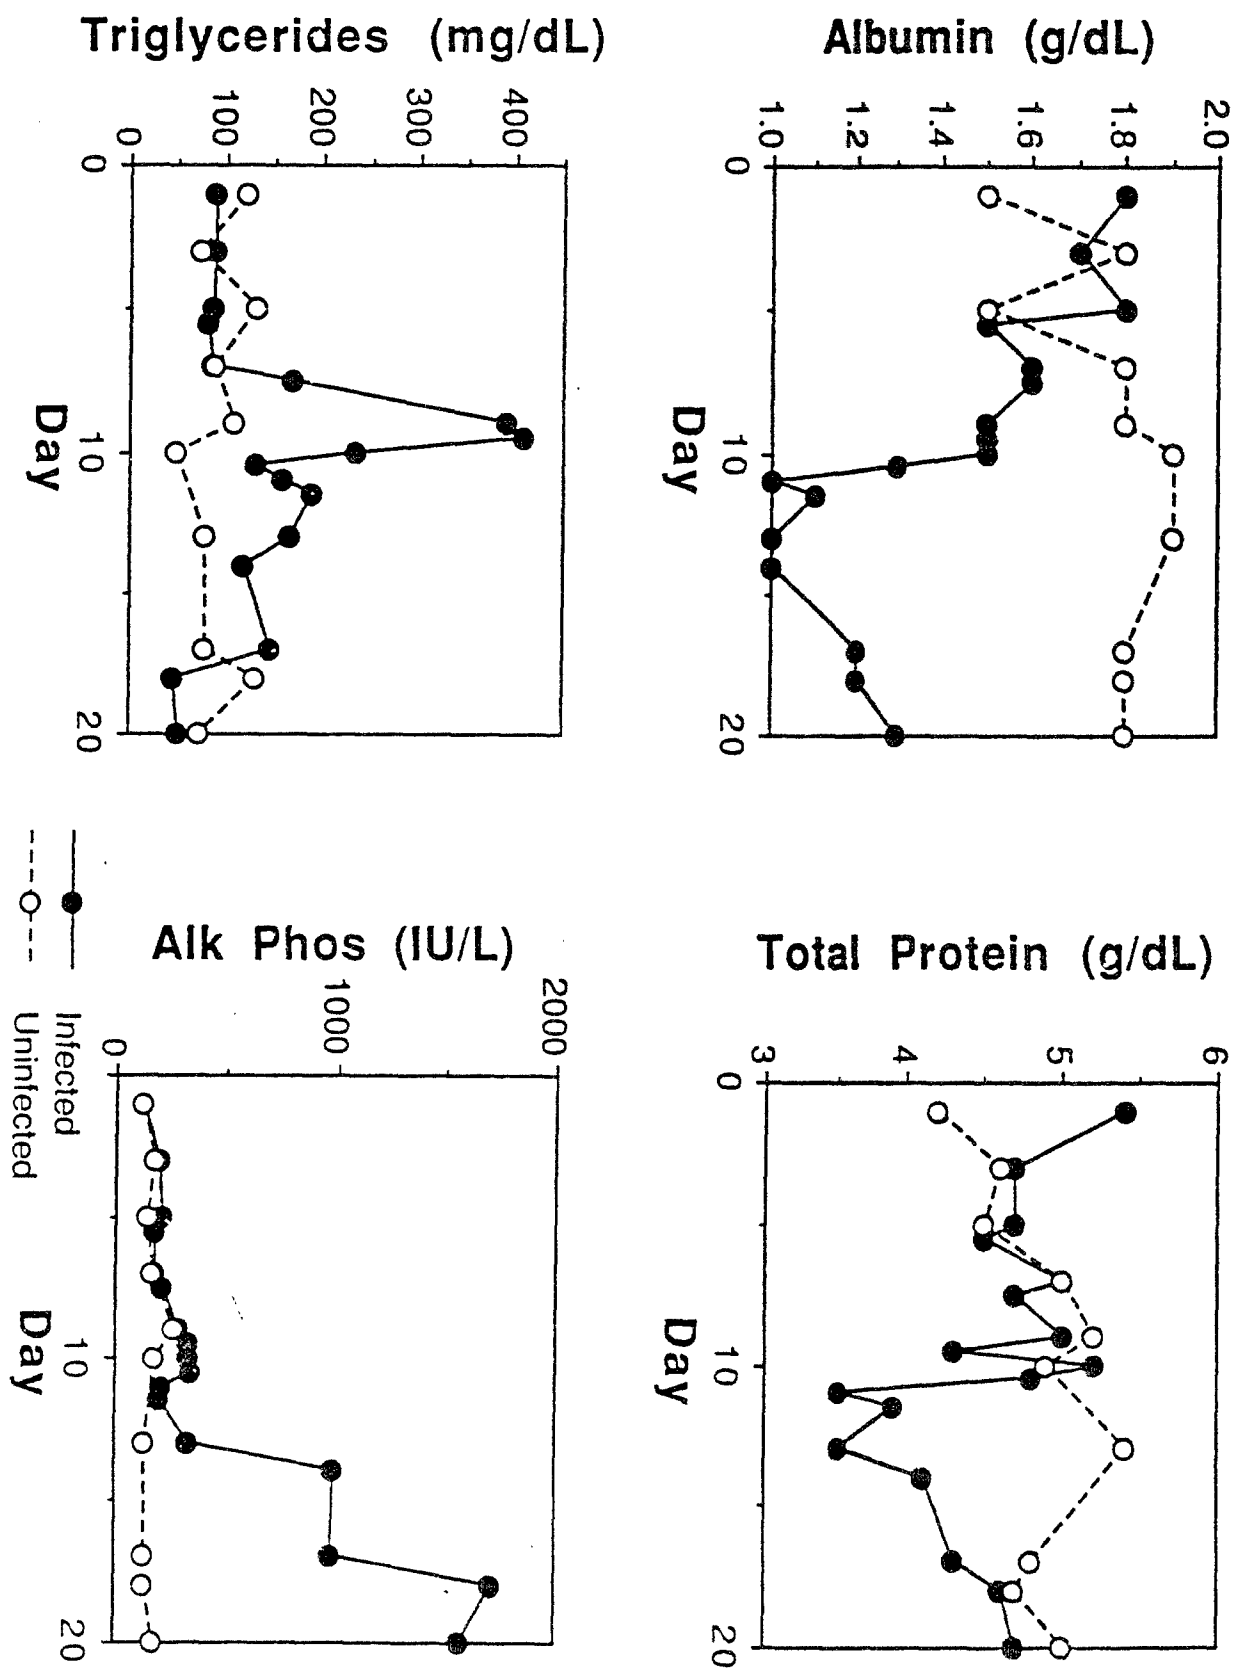 Albumin (g/dL)
2.0
1.8
1.6
1.4
1.2
1.0
0
10
20
Day
Total Protein (g/dL)
6
5
4
3
0
10
20
Day
Triglycerides (mg/dL)
400
300
200
100
0
0
10
20
Day
Alk Phos (IU/L)
2000
1000
0
10
20
Day
Infected
Uninfected